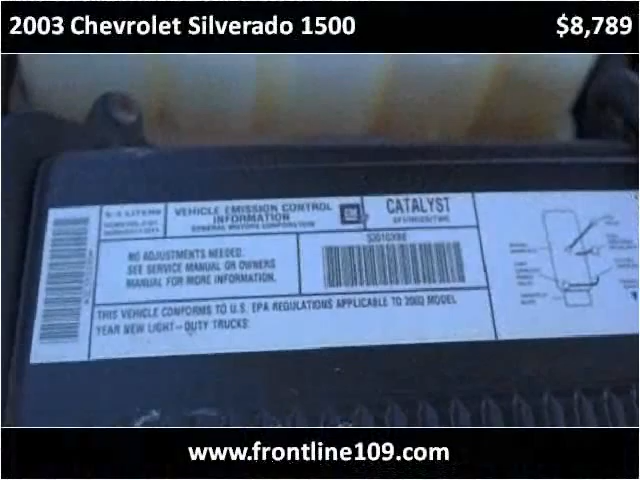 2003 Chevrolet Silverado 1500
$8,789
VEHICLE EMISSION CONTROL
INFORMATION
GENERAL MOTORS CORPORATION
GM
CATALYST
NO ADJUSTMENTS NEEDED.
SEE SERVICE MANUAL OR OWNERS
MANUAL FOR MORE INFORMATION.
THIS VEHICLE CONFORMS TO U.S. EPA REGULATIONS APPLICABLE TO 2003 MODEL
YEAR NEW LIGHT-DUTY TRUCKS.
www.frontline109.com